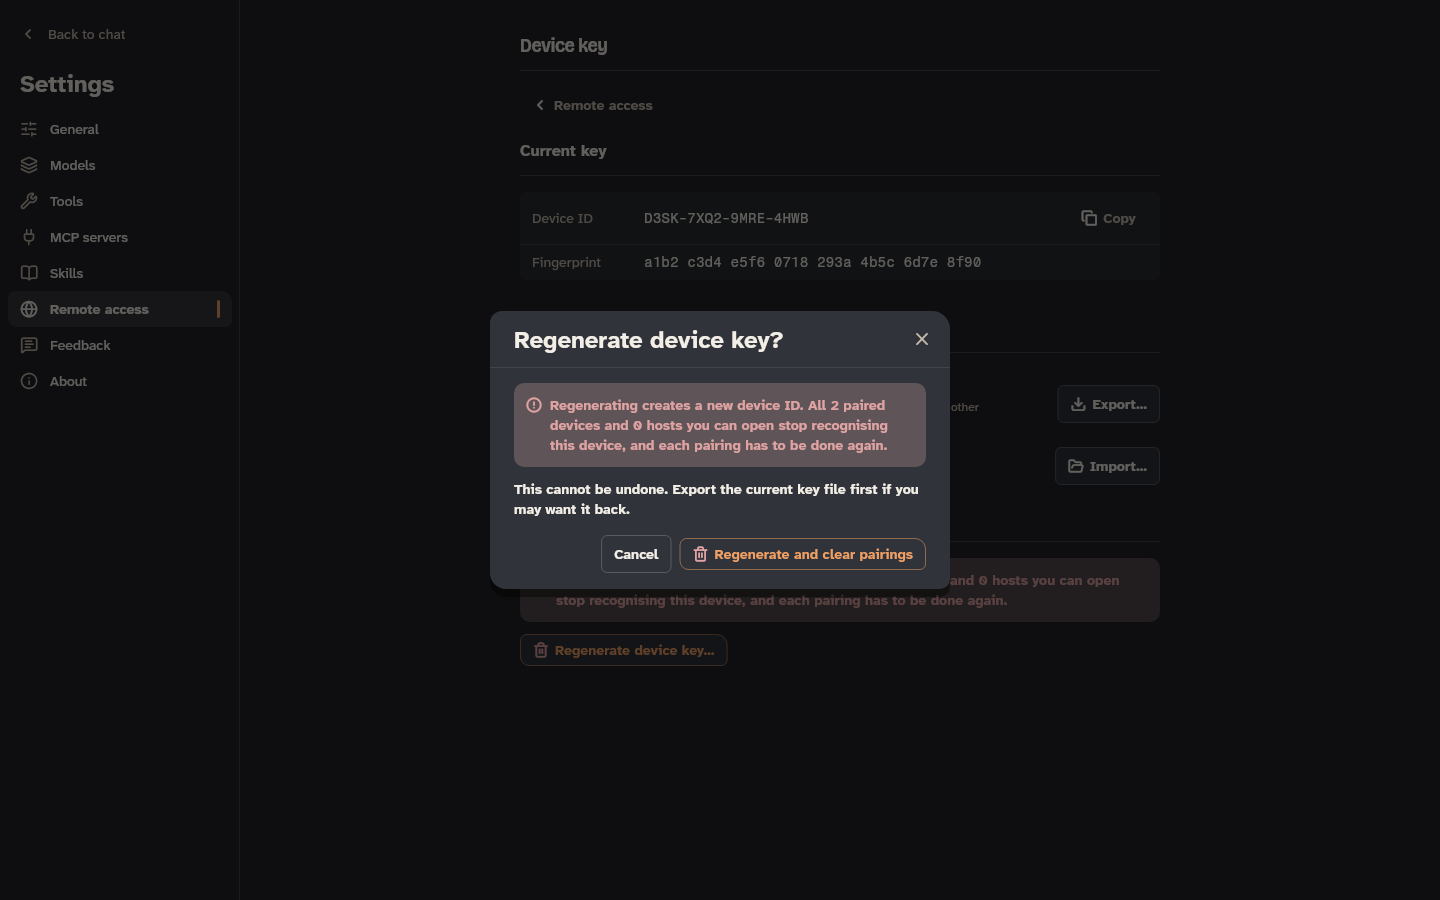 Back to chat
Settings
General
Models
Tools
MCP servers
Skills
Remote access
Feedback
About
Device key
Remote access
Current key
Device ID
D3SK-7XQ2-9MRE-4HWB
Copy
Fingerprint
a1b2 c3d4 e5f6 0718 293a 4b5c 6d7e 8f90
other
Export...
Import...
Regenerate device key?
Regenerating creates a new device ID. All 2 paired
devices and 0 hosts you can open stop recognising
this device, and each pairing has to be done again.
This cannot be undone. Export the current key file first if you
may want it back.
Cancel
Regenerate and clear pairings
and 0 hosts you can open
stop recognising this device, and each pairing has to be done again.
Regenerate device key...